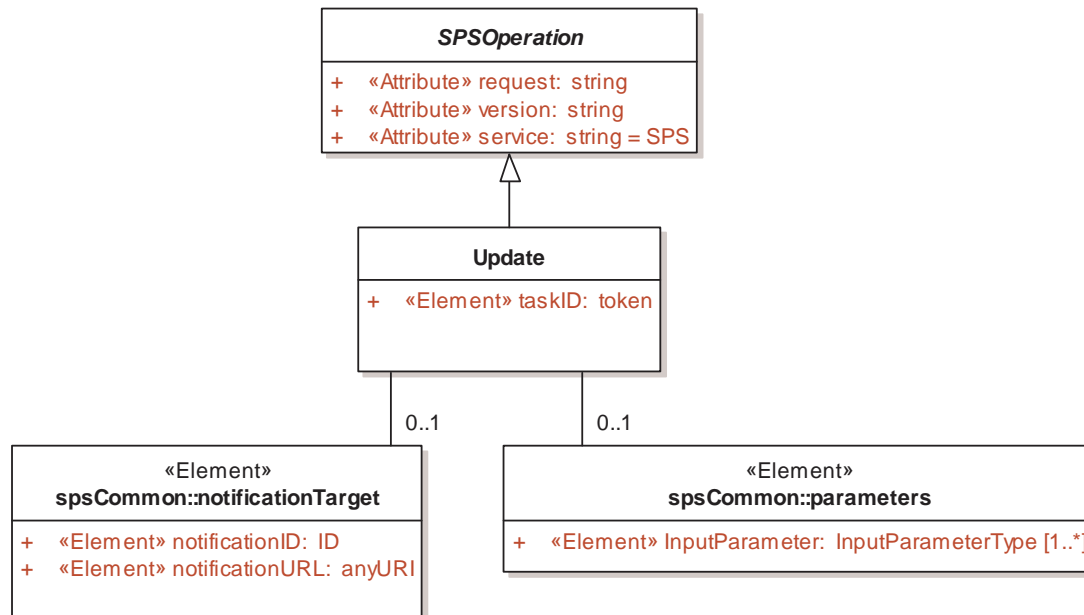 SPSOperation
+ «Attribute» request: string
+ «Attribute» version: string
+ «Attribute» service: string = SPS
Update
+ «Element» taskID: token
0..1
0..1
«Element»
spsCommon::notificationTarget
+ «Element» notificationID: ID
+ «Element» notificationURL: anyURI
«Element»
spsCommon::parameters
+ «Element» InputParameter: InputParameterType [1..*]